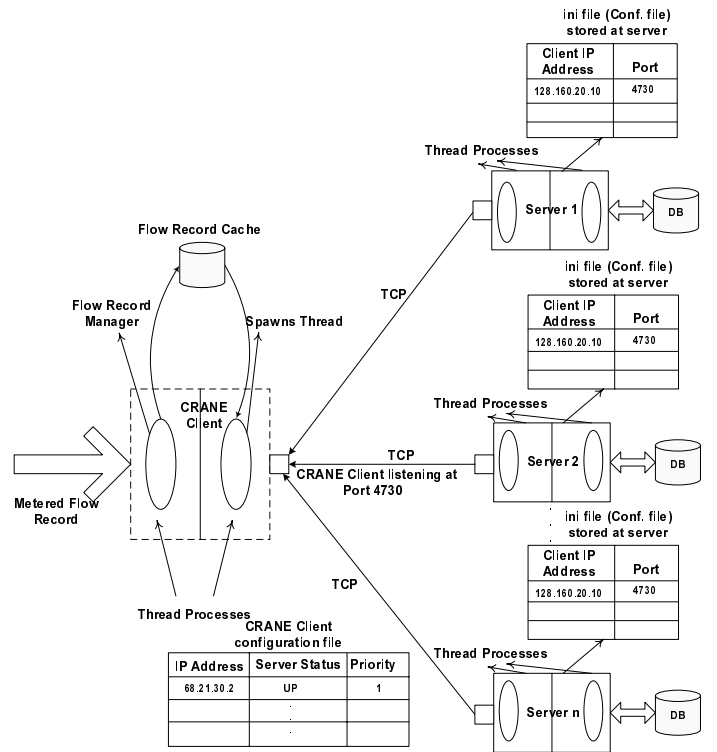 ini file (Conf. file)
stored at server
Client IP
Address
Port
128.160.20.10
4730
Thread Processes
Server 1
DB
Flow Record Cache
TCP
ini file (Conf. file)
stored at server
Client IP
Address
Port
128.160.20.10
4730
Flow Record
Manager
Spawns Thread
Thread Processes
CRANE
Client
TCP
Server 2
DB
CRANE Client listening at
Port 4730
Metered Flow
Record
ini file (Conf. file)
stored at server
Client IP
Address
Port
128.160.20.10
4730
TCP
Thread Processes
Thread Processes
CRANE Client
configuration file
IP Address
Server Status
Priority
68.21.30.2
UP
1
Server n
DB